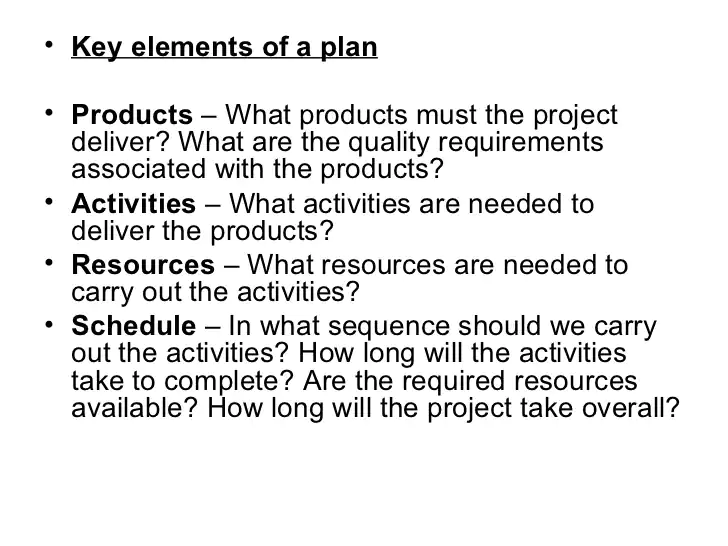 • Key elements of a plan
• Products – What products must the project
deliver? What are the quality requirements
associated with the products?
• Activities – What activities are needed to
deliver the products?
• Resources – What resources are needed to
carry out the activities?
• Schedule – In what sequence should we carry
out the activities? How long will the activities
take to complete? Are the required resources
available? How long will the project take overall?